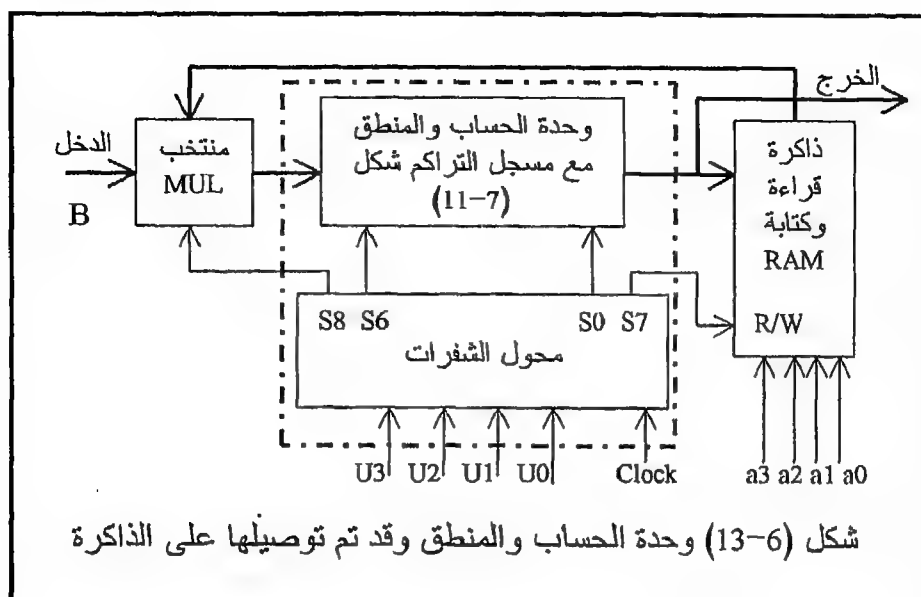 الخرج
الدخل
B
منتخب
MUL
وحدة الحساب والمنطق
مع مسجل التراكم شكل
(11-7)
ذاكرة
قراءة
وكتابة
RAM
R/W
S8 S6 S0 S7
محول الشفرات
U3 U2 U1 U0 Clock
a3 a2 a1 a0
شكل (6-13) وحدة الحساب والمنطق وقد تم توصيلها على الذاكرة